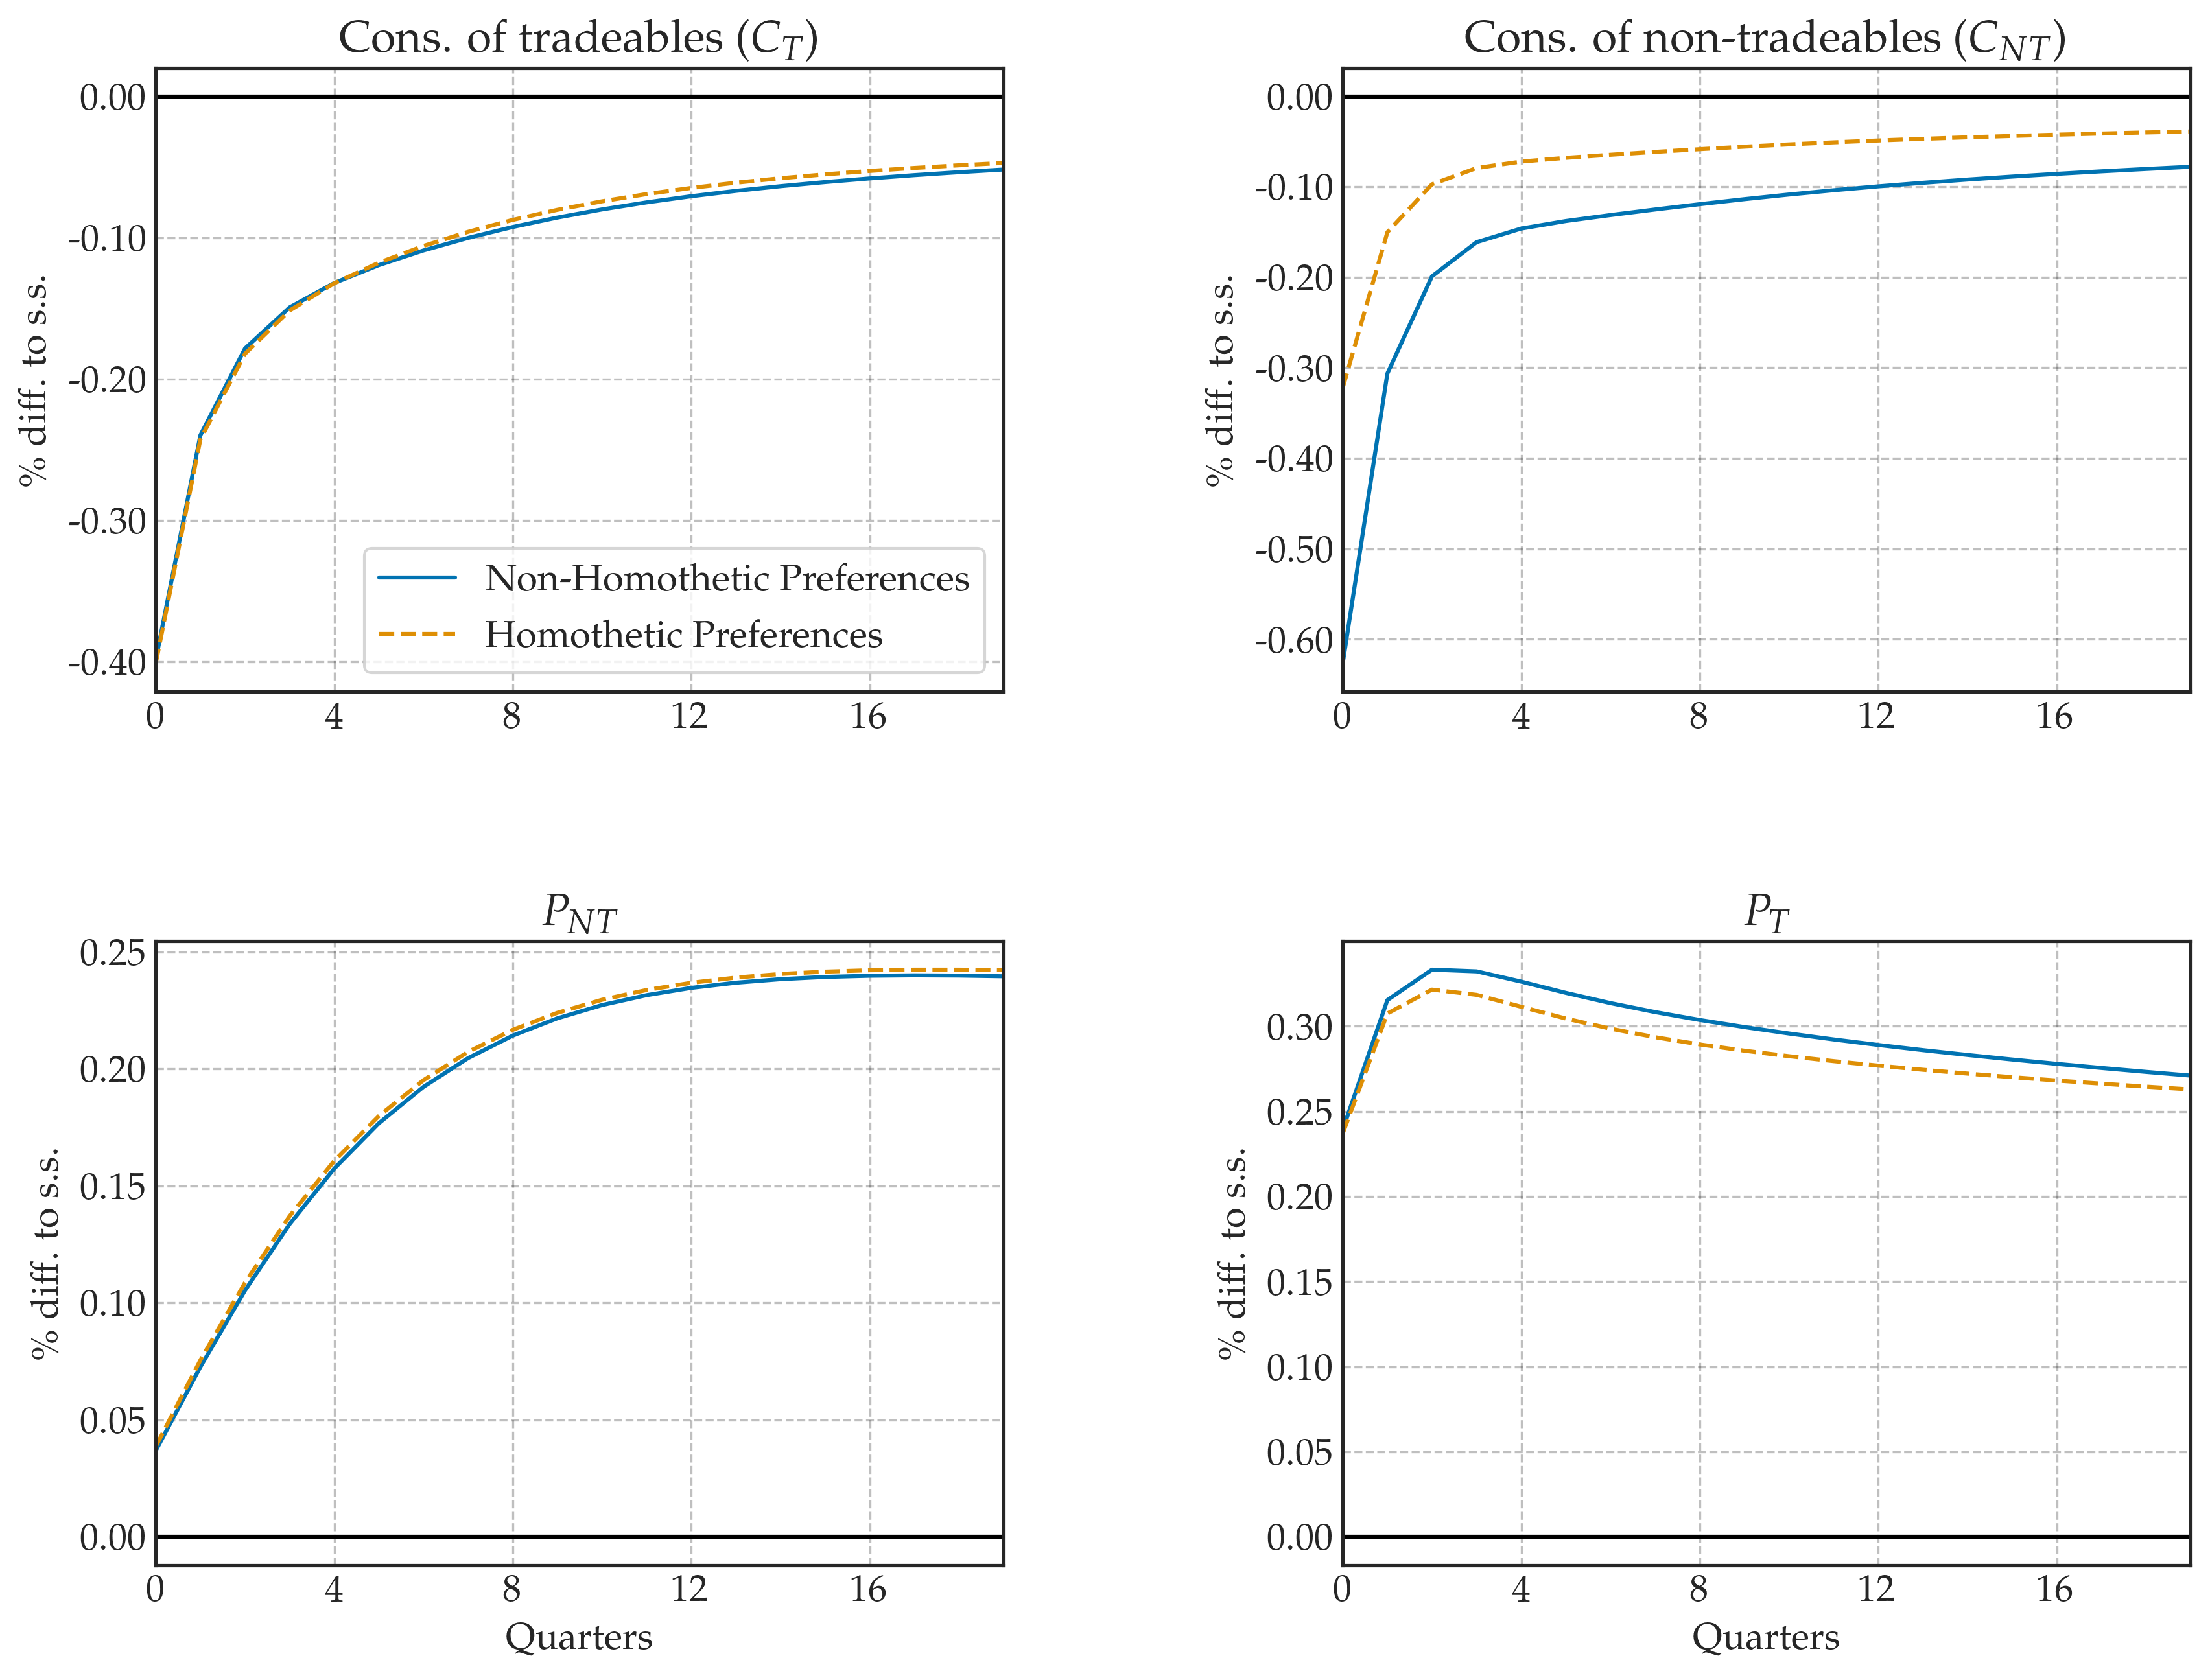 Cons. of tradeables (C_T)
% diff. to s.s.
0.00
-0.10
-0.20
-0.30
-0.40
Non-Homothetic Preferences
Homothetic Preferences
0 4 8 12 16
Cons. of non-tradeables (C_NT)
% diff. to s.s.
0.00
-0.10
-0.20
-0.30
-0.40
-0.50
-0.60
0 4 8 12 16
P_NT
% diff. to s.s.
0.25
0.20
0.15
0.10
0.05
0.00
0 4 8 12 16
Quarters
P_T
% diff. to s.s.
0.30
0.25
0.20
0.15
0.10
0.05
0.00
0 4 8 12 16
Quarters